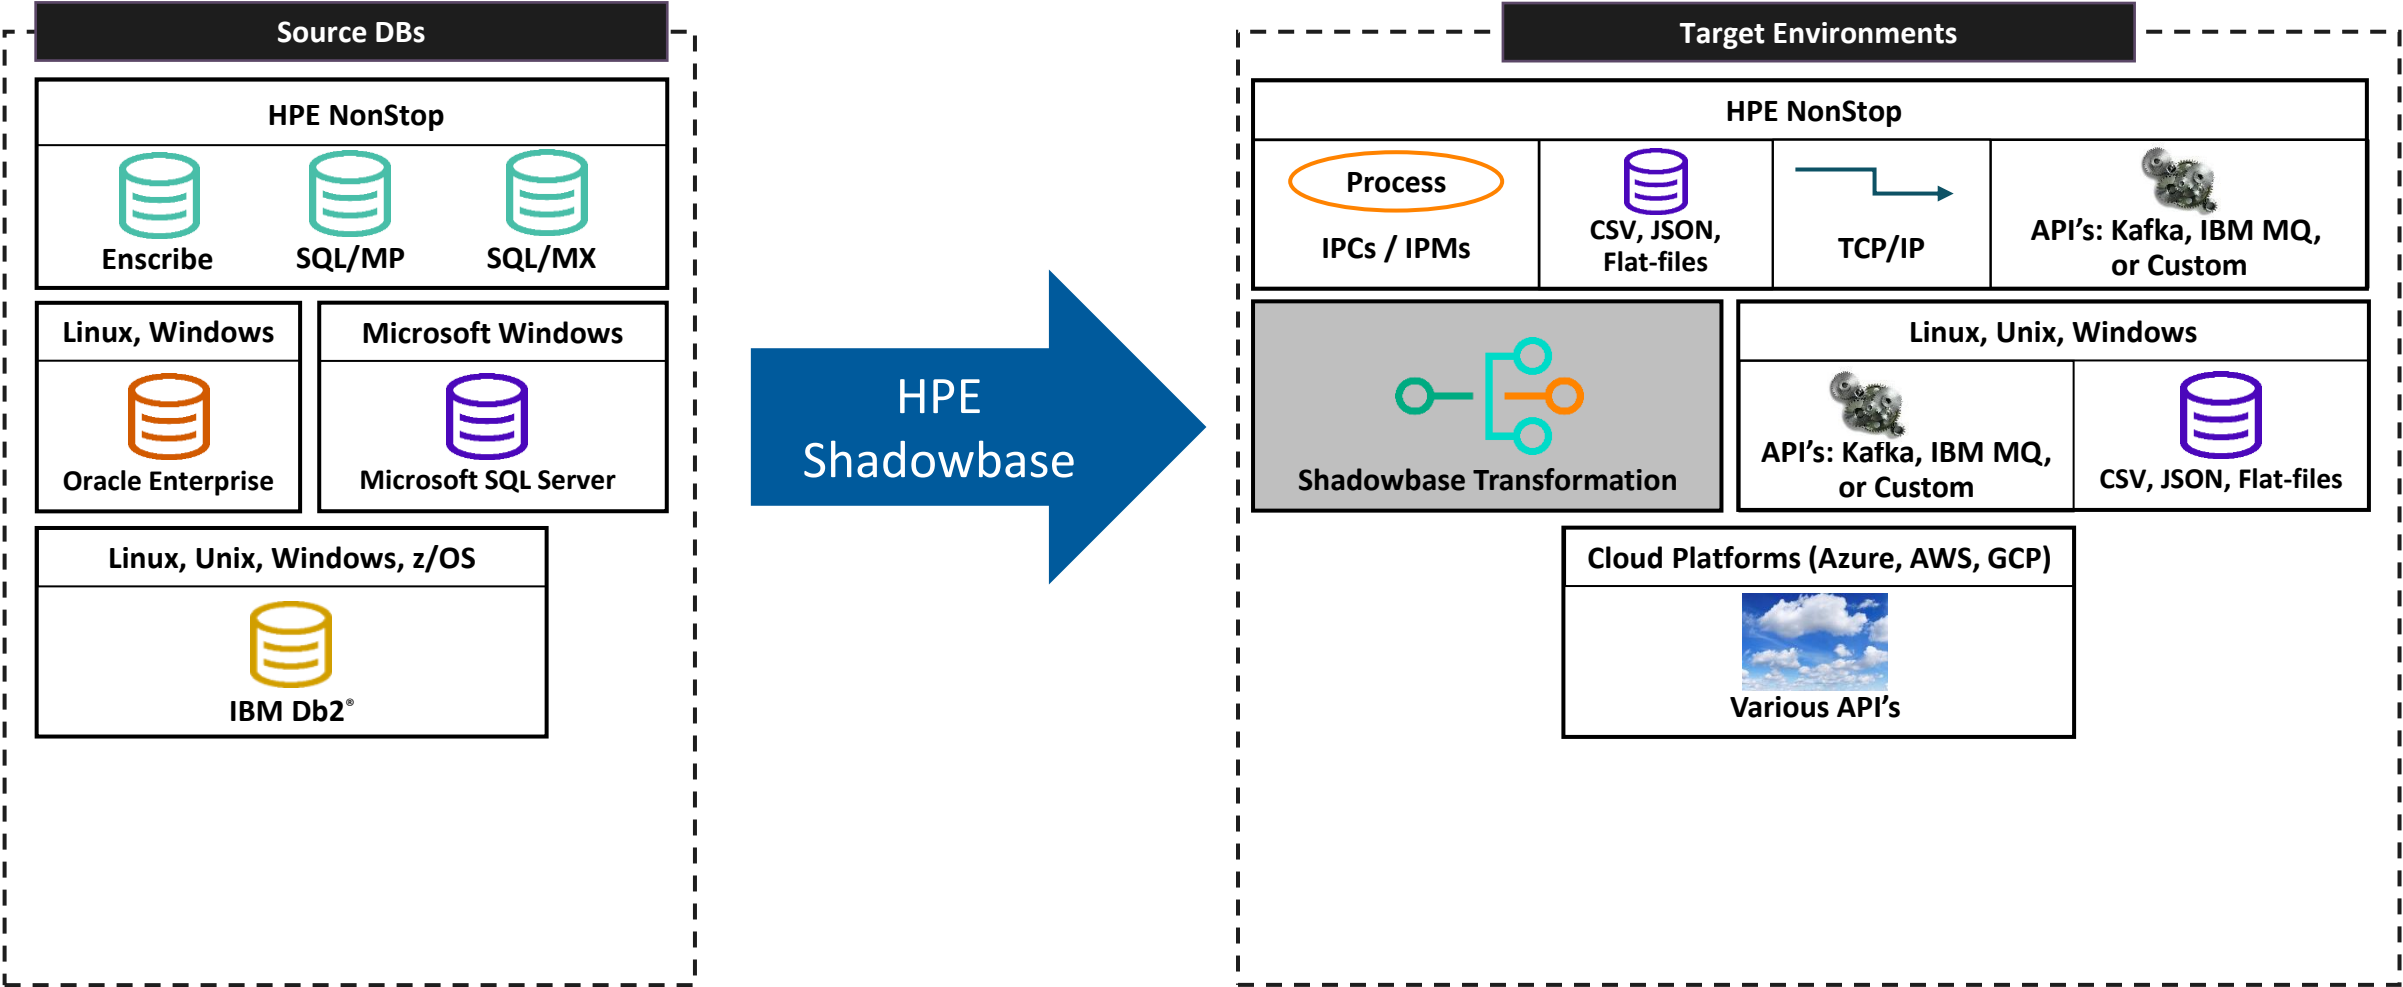 Source DBs
HPE NonStop
Enscribe
SQL/MP
SQL/MX
Linux, Windows
Oracle Enterprise
Microsoft Windows
Microsoft SQL Server
Linux, Unix, Windows, z/OS
IBM Db2®
HPE
Shadowbase
Target Environments
HPE NonStop
Process
IPCs / IPMs
CSV, JSON,
Flat-files
TCP/IP
API’s: Kafka, IBM MQ,
or Custom
Shadowbase Transformation
Linux, Unix, Windows
API’s: Kafka, IBM MQ,
or Custom
CSV, JSON, Flat-files
Cloud Platforms (Azure, AWS, GCP)
Various API’s